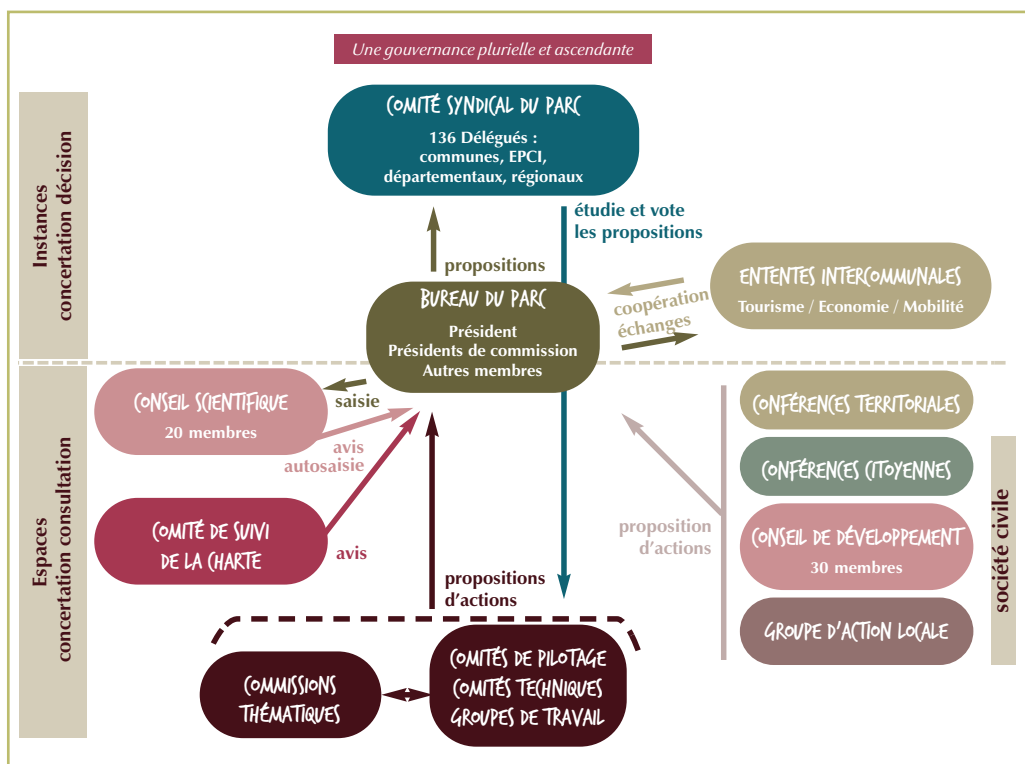 Une gouvernance plurielle et ascendante
Instances
concertation décision
COMITÉ SYNDICAL DU PARC
136 Délégués :
communes, EPCI,
départementaux, régionaux
étudie et vote
les propositions
propositions
BUREAU DU PARC
Président
Présidents de commission
Autres membres
coopération
échanges
ENTENTES INTERCOMMUNALES
Tourisme / Economie / Mobilité
Espaces
concertation consultation
CONSEIL SCIENTIFIQUE
20 membres
saisie
avis
autosaisie
COMITÉ DE SUIVI
DE LA CHARTE
avis
propositions
d'actions
COMMISSIONS
THÉMATIQUES
COMITÉS DE PILOTAGE
COMITÉS TECHNIQUES
GROUPES DE TRAVAIL
proposition
d'actions
CONFÉRENCES TERRITORIALES
CONFÉRENCES CITOYENNES
CONSEIL DE DÉVELOPPEMENT
30 membres
GROUPE D'ACTION LOCALE
société civile